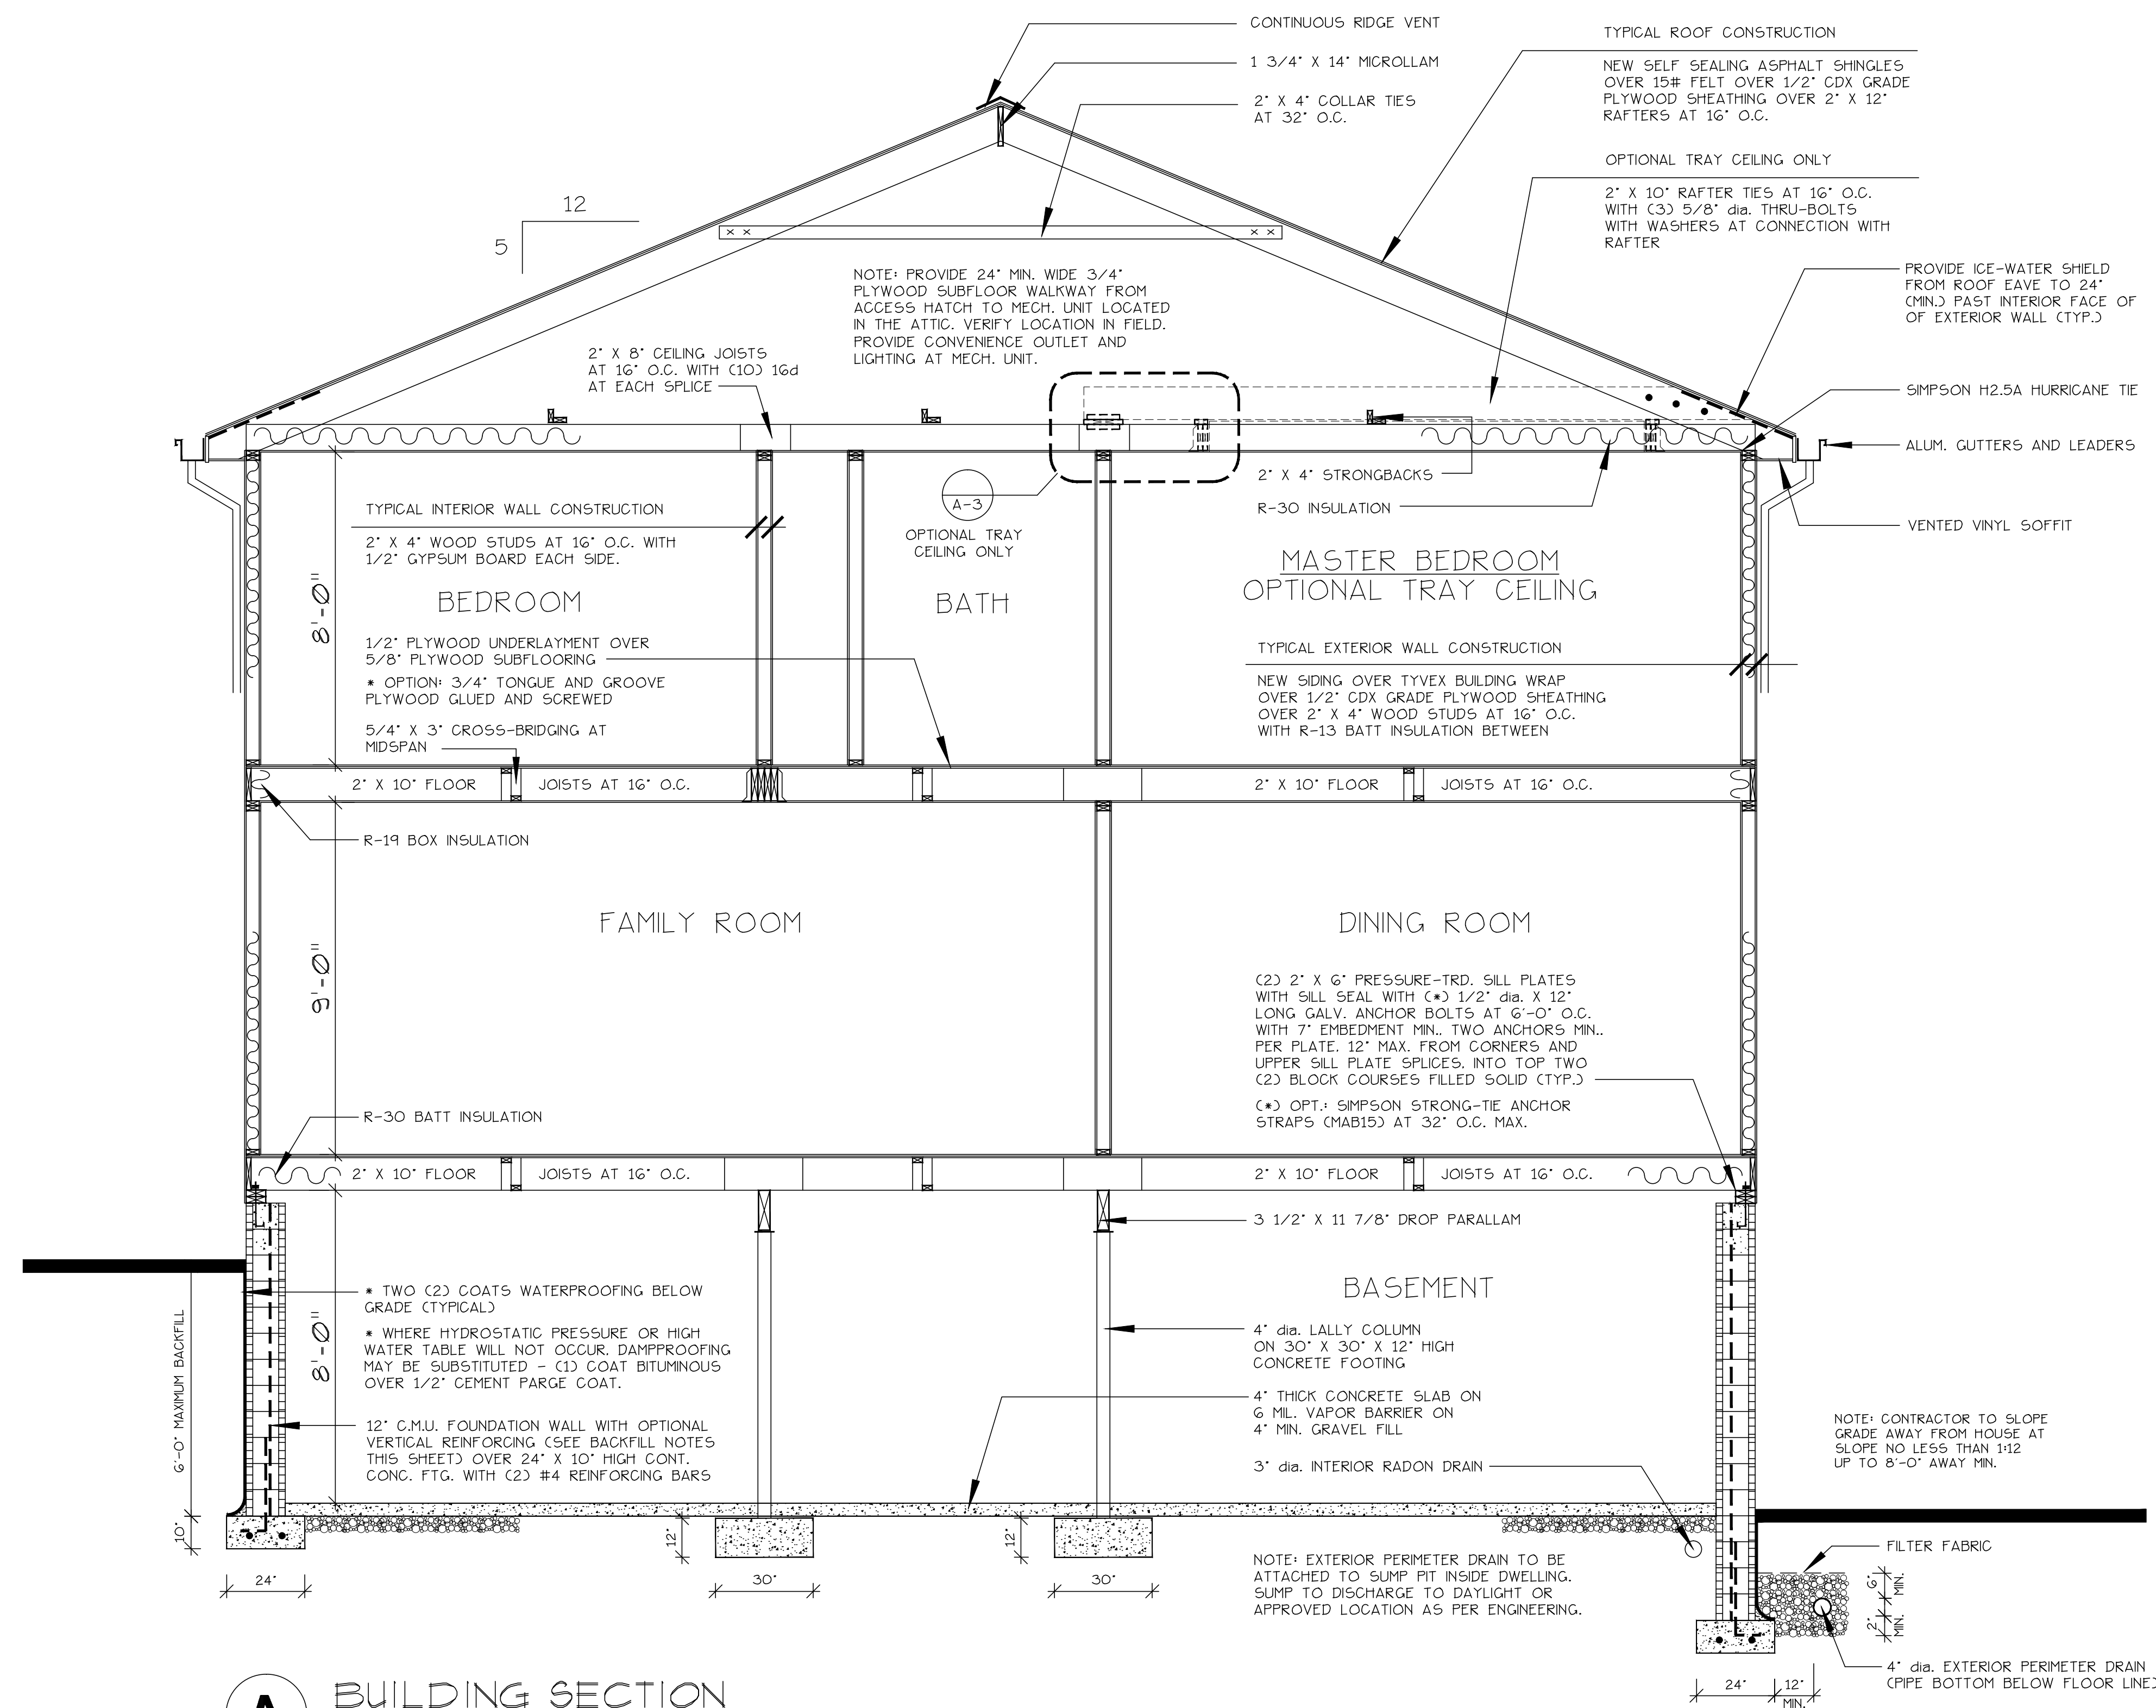 CONTINUOUS RIDGE VENT
1 3/4" X 14" MICROLLAM
2" X 4" COLLAR TIES
AT 32" O.C.
TYPICAL ROOF CONSTRUCTION
NEW SELF SEALING ASPHALT SHINGLES
OVER 15# FELT OVER 1/2" CDX GRADE
PLYWOOD SHEATHING OVER 2" X 12"
RAFTERS AT 16" O.C.
OPTIONAL TRAY CEILING ONLY
2" X 10" RAFTER TIES AT 16" O.C.
WITH (3) 5/8" dia. THRU-BOLTS
WITH WASHERS AT CONNECTION WITH
RAFTER
12
5
NOTE: PROVIDE 24" MIN. WIDE 3/4"
PLYWOOD SUBFLOOR WALKWAY FROM
ACCESS HATCH TO MECH. UNIT LOCATED
IN THE ATTIC. VERIFY LOCATION IN FIELD.
PROVIDE CONVENIENCE OUTLET AND
LIGHTING AT MECH. UNIT.
PROVIDE ICE-WATER SHIELD
FROM ROOF EAVE TO 24"
(MIN.) PAST INTERIOR FACE OF
OF EXTERIOR WALL (TYP.)
2" X 8" CEILING JOISTS
AT 16" O.C. WITH (10) 16d
AT EACH SPLICE
SIMPSON H2.5A HURRICANE TIE
ALUM. GUTTERS AND LEADERS
VENTED VINYL SOFFIT
2" X 4" STRONGBACKS
R-30 INSULATION
A-3
OPTIONAL TRAY
CEILING ONLY
TYPICAL INTERIOR WALL CONSTRUCTION
2" X 4" WOOD STUDS AT 16" O.C. WITH
1/2" GYPSUM BOARD EACH SIDE.
8'-0"
BEDROOM
BATH
MASTER BEDROOM
OPTIONAL TRAY CEILING
1/2" PLYWOOD UNDERLAYMENT OVER
5/8" PLYWOOD SUBFLOORING
* OPTION: 3/4" TONGUE AND GROOVE
PLYWOOD GLUED AND SCREWED
5/4" X 3" CROSS-BRIDGING AT
MIDSPAN
TYPICAL EXTERIOR WALL CONSTRUCTION
NEW SIDING OVER TYVEX BUILDING WRAP
OVER 1/2" CDX GRADE PLYWOOD SHEATHING
OVER 2" X 4" WOOD STUDS AT 16" O.C.
WITH R-13 BATT INSULATION BETWEEN
2" X 10" FLOOR JOISTS AT 16" O.C.
2" X 10" FLOOR JOISTS AT 16" O.C.
R-19 BOX INSULATION
FAMILY ROOM
DINING ROOM
9'-0"
(2) 2" X 6" PRESSURE-TRD. SILL PLATES
WITH SILL SEAL WITH (*) 1/2" dia. X 12"
LONG GALV. ANCHOR BOLTS AT 6'-0" O.C.
WITH 7" EMBEDMENT MIN., TWO ANCHORS MIN..
PER PLATE, 12" MAX. FROM CORNERS AND
UPPER SILL PLATE SPLICES, INTO TOP TWO
(2) BLOCK COURSES FILLED SOLID (TYP.)
(*) OPT.: SIMPSON STRONG-TIE ANCHOR
STRAPS (MAB15) AT 32" O.C. MAX.
R-30 BATT INSULATION
2" X 10" FLOOR JOISTS AT 16" O.C.
2" X 10" FLOOR JOISTS AT 16" O.C.
3 1/2" X 11 7/8" DROP PARALLAM
BASEMENT
* TWO (2) COATS WATERPROOFING BELOW
GRADE (TYPICAL)
* WHERE HYDROSTATIC PRESSURE OR HIGH
WATER TABLE WILL NOT OCCUR, DAMPPROOFING
MAY BE SUBSTITUTED - (1) COAT BITUMINOUS
OVER 1/2" CEMENT PARGE COAT.
12" C.M.U. FOUNDATION WALL WITH OPTIONAL
VERTICAL REINFORCING (SEE BACKFILL NOTES
THIS SHEET) OVER 24" X 10" HIGH CONT.
CONC. FTG. WITH (2) #4 REINFORCING BARS
6'-0" MAXIMUM BACKFILL
8'-0"
4" dia. LALLY COLUMN
ON 30" X 30" X 12" HIGH
CONCRETE FOOTING
4" THICK CONCRETE SLAB ON
6 MIL. VAPOR BARRIER ON
4" MIN. GRAVEL FILL
3" dia. INTERIOR RADON DRAIN
NOTE: CONTRACTOR TO SLOPE
GRADE AWAY FROM HOUSE AT
SLOPE NO LESS THAN 1:12
UP TO 8'-0" AWAY MIN.
10"
12"
12"
24"
30"
30"
NOTE: EXTERIOR PERIMETER DRAIN TO BE
ATTACHED TO SUMP PIT INSIDE DWELLING.
SUMP TO DISCHARGE TO DAYLIGHT OR
APPROVED LOCATION AS PER ENGINEERING.
FILTER FABRIC
6" MIN.
2" MIN.
4" dia. EXTERIOR PERIMETER DRAIN
(PIPE BOTTOM BELOW FLOOR LINE)
24"
12"
MIN.
A
BUILDING SECTION